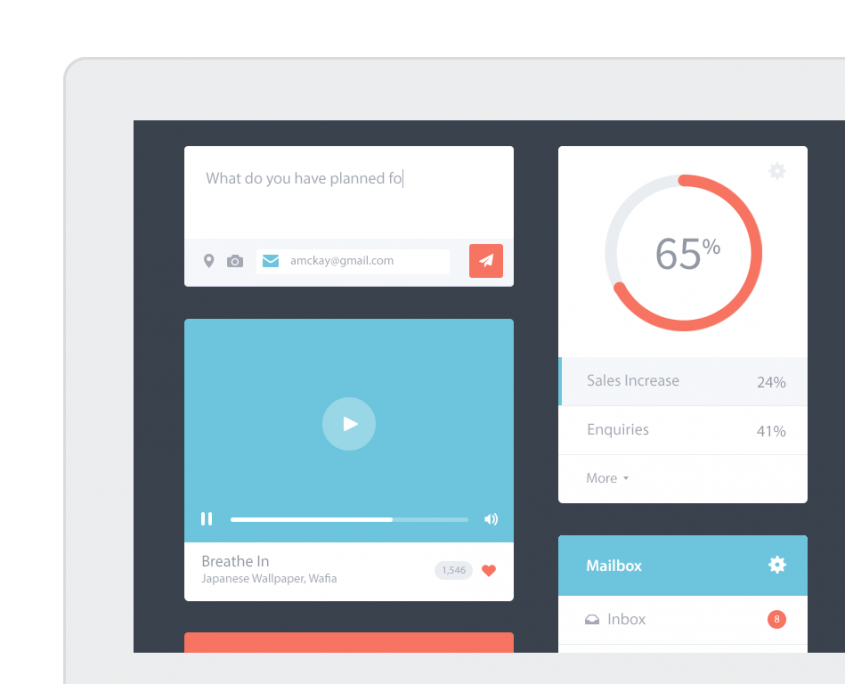 What do you have planned fo
amckay@gmail.com
Breathe In
Japanese Wallpaper, Wafia
1,546
65%
Sales Increase 24%
Enquiries 41%
More
Mailbox
Inbox 8